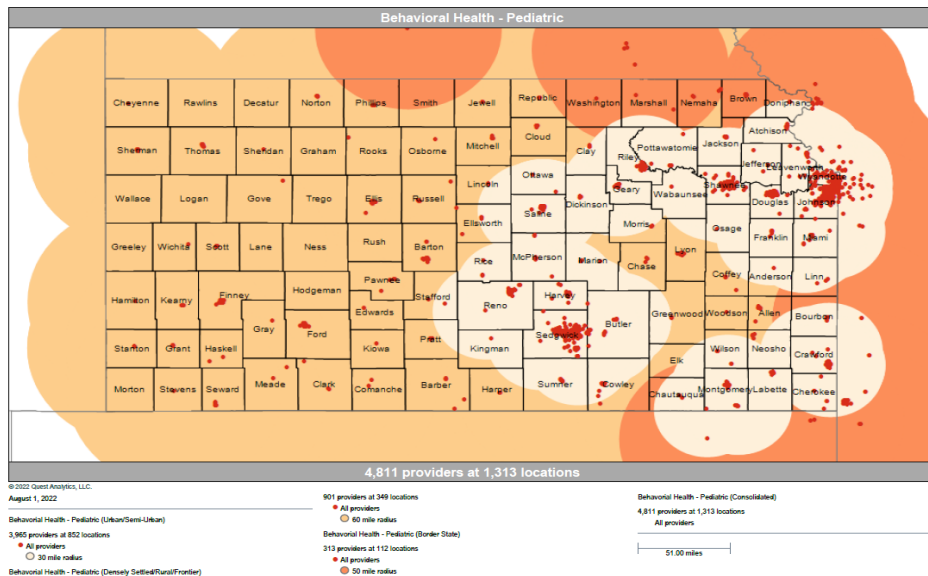 Behavioral Health - Pediatric
Cheyenne Rawlins Decatur Norton Phillips Smith Jewell Republic Washington Marshall Nemaha Brown Doniphan
Atchison
Cloud
Mitchell
Sherman Thomas Sheridan Graham Rooks Osborne Clay Riley Pottawatomie Jackson
Jefferson Leavenworth
Wyandotte
Ottawa
Lincoln Geary Shawnee
Wallace Logan Gove Trego Ellis Russell Dickinson Wabaunsee Douglas Johnson
Saline
Ellsworth Morris Osage
Franklin Miami
Rush
Greeley Wichita Scott Lane Ness Barton Lyon
Rice McPherson Marion Chase
Coffey Anderson Linn
Pawnee
Hodgeman Stafford
Hamilton Kearny Finney Reno Harvey
Edwards Greenwood Woodson Allen Bourbon
Gray Ford Sedgwick Butler
Stanton Grant Haskell Kiowa Pratt Kingman Wilson Neosho Crawford
Elk
Morton Stevens Seward Meade Clark Comanche Barber Harper Sumner Cowley Chautauqua Montgomery Labette Cherokee
4,811 providers at 1,313 locations
© 2022 Quest Analytics, LLC.
August 1, 2022
Behavorial Health - Pediatric (Urban/Semi-Urban)
3,965 providers at 852 locations
All providers
30 mile radius
Behavorial Health - Pediatric (Densely Settled/Rural/Frontier)
901 providers at 349 locations
All providers
60 mile radius
Behavorial Health - Pediatric (Border State)
313 providers at 112 locations
All providers
50 mile radius
Behavorial Health - Pediatric (Consolidated)
4,811 providers at 1,313 locations
All providers
51.00 miles